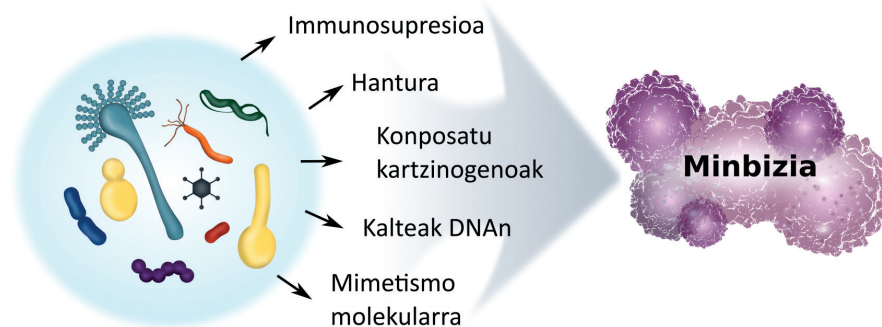 Immunosupresioa
Hantura
Konposatu
kartzinogenoak
Kalteak DNAn
Mimetismo
molekularra
Minbizia